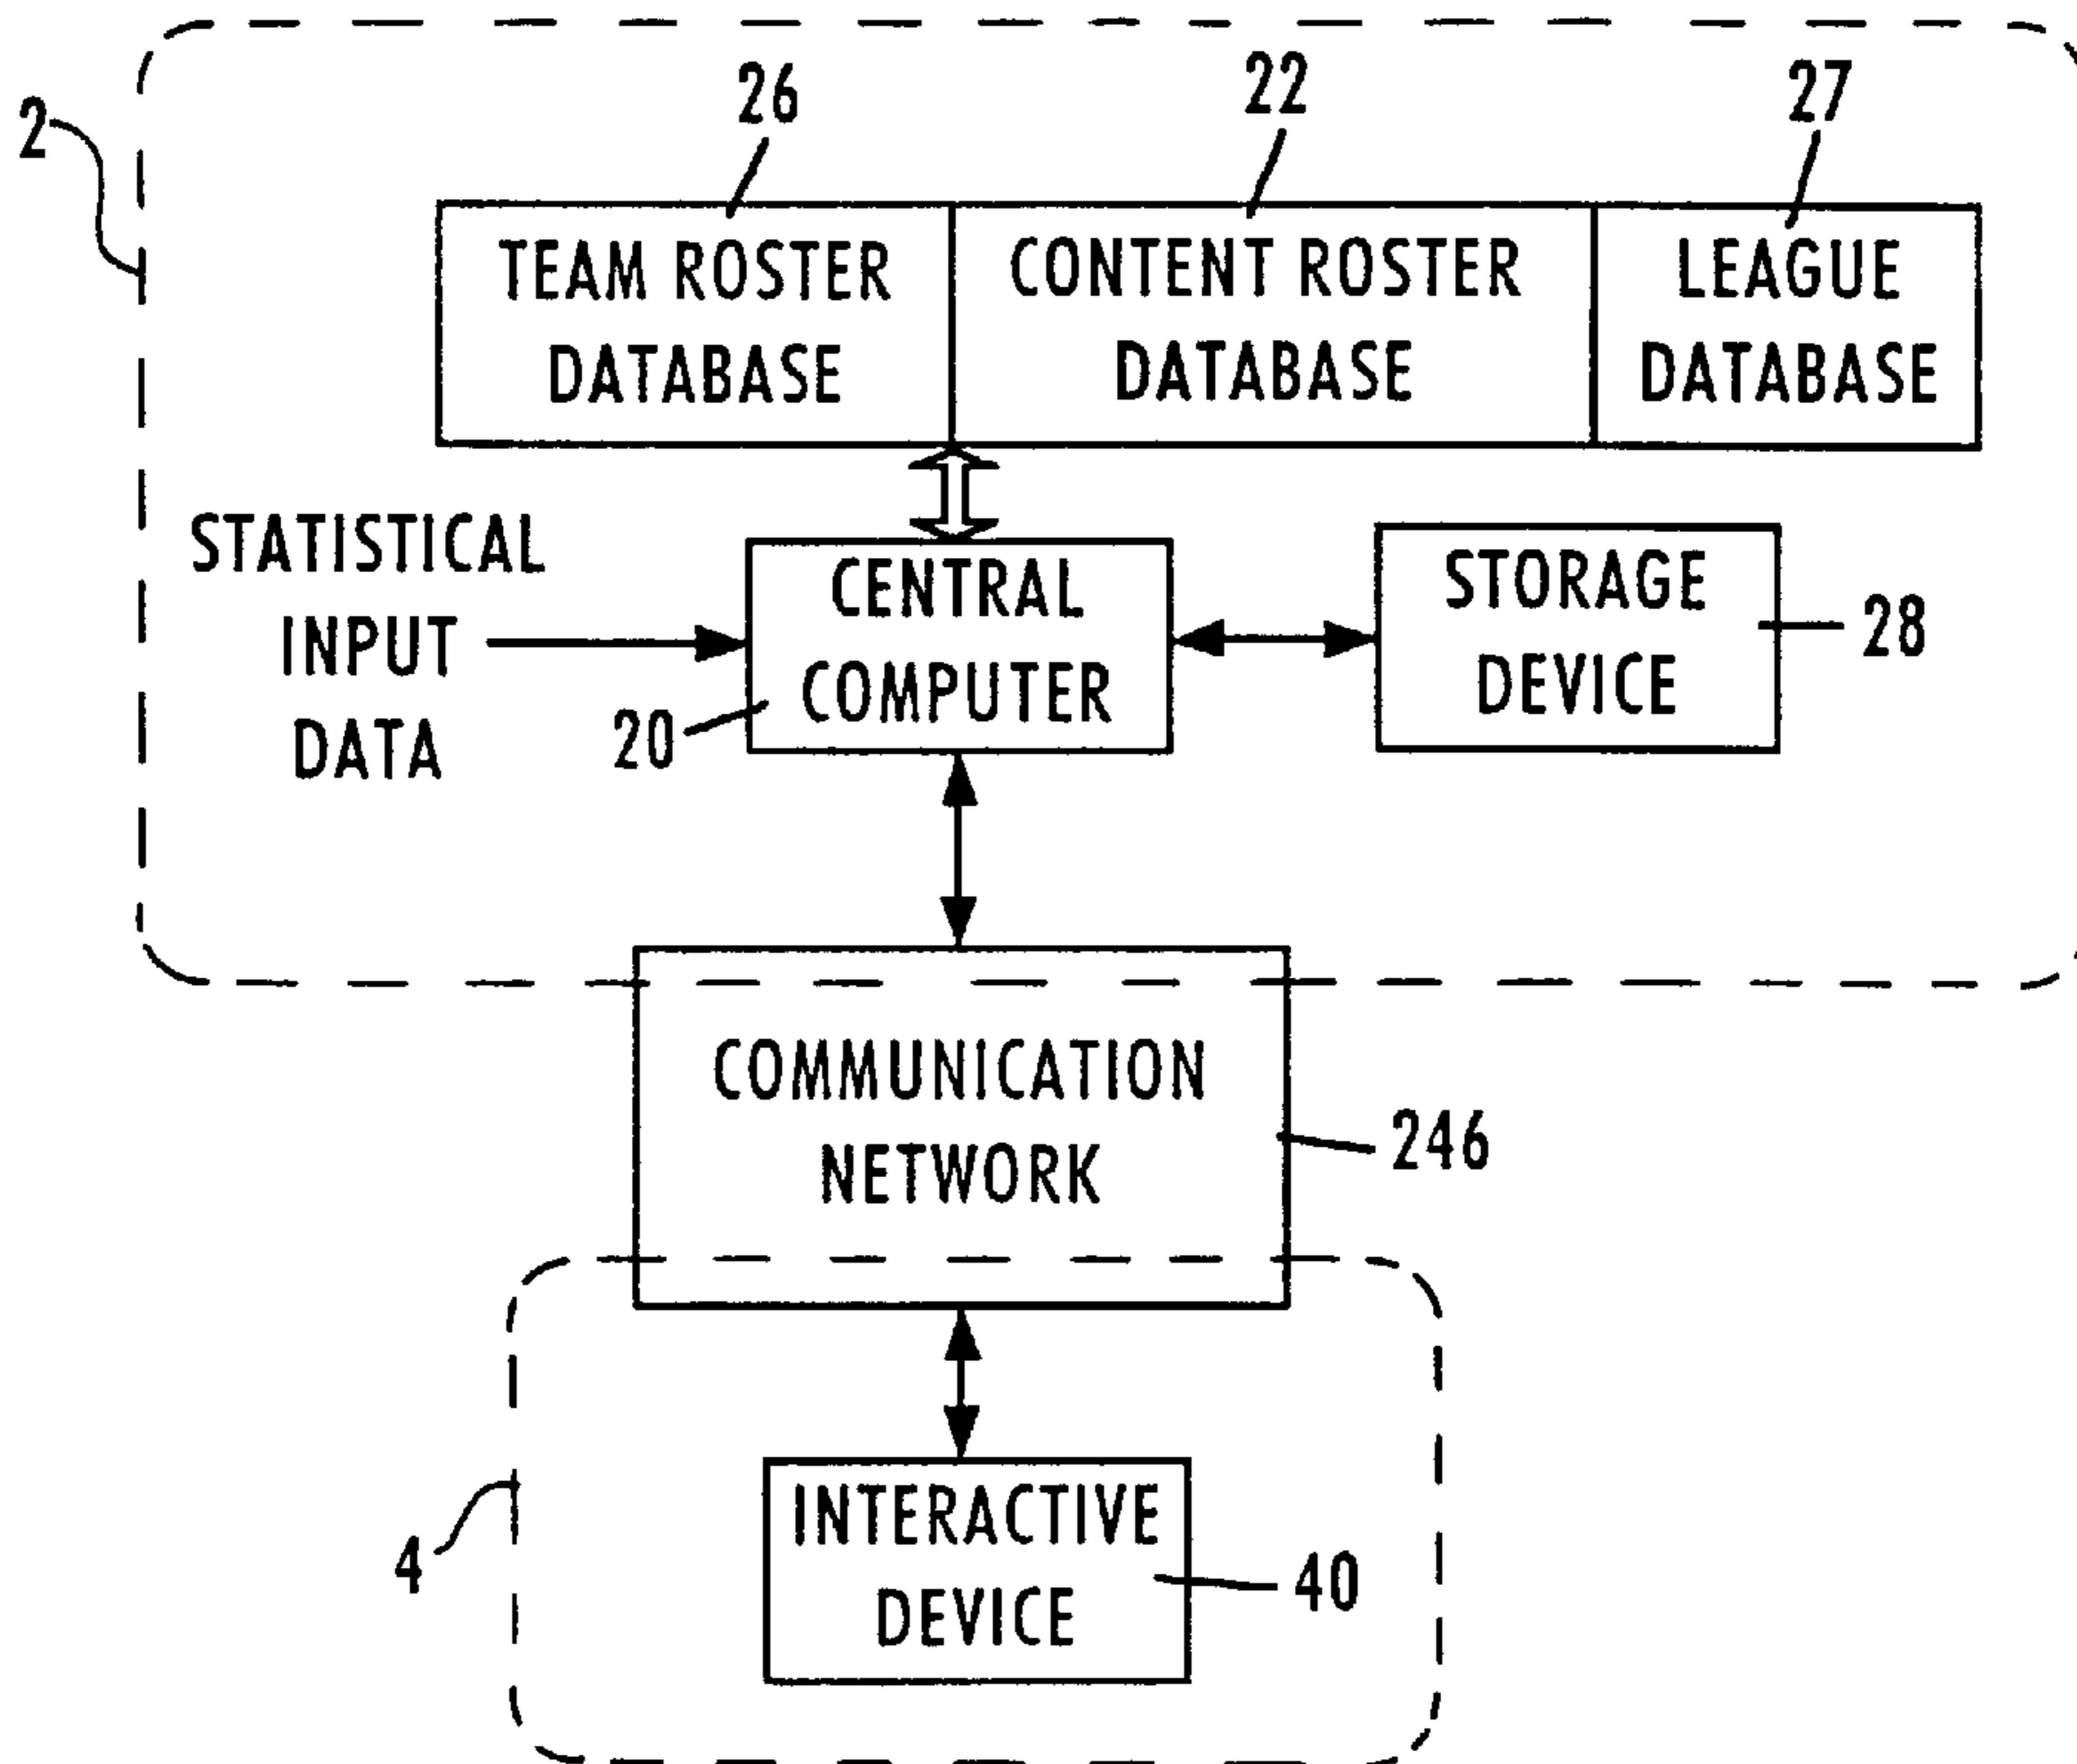 2
26
22
27
TEAM ROSTER
DATABASE
CONTENT ROSTER
DATABASE
LEAGUE
DATABASE
STATISTICAL
INPUT
DATA
CENTRAL
COMPUTER
20
STORAGE
DEVICE
28
COMMUNICATION
NETWORK
246
INTERACTIVE
DEVICE
4
40